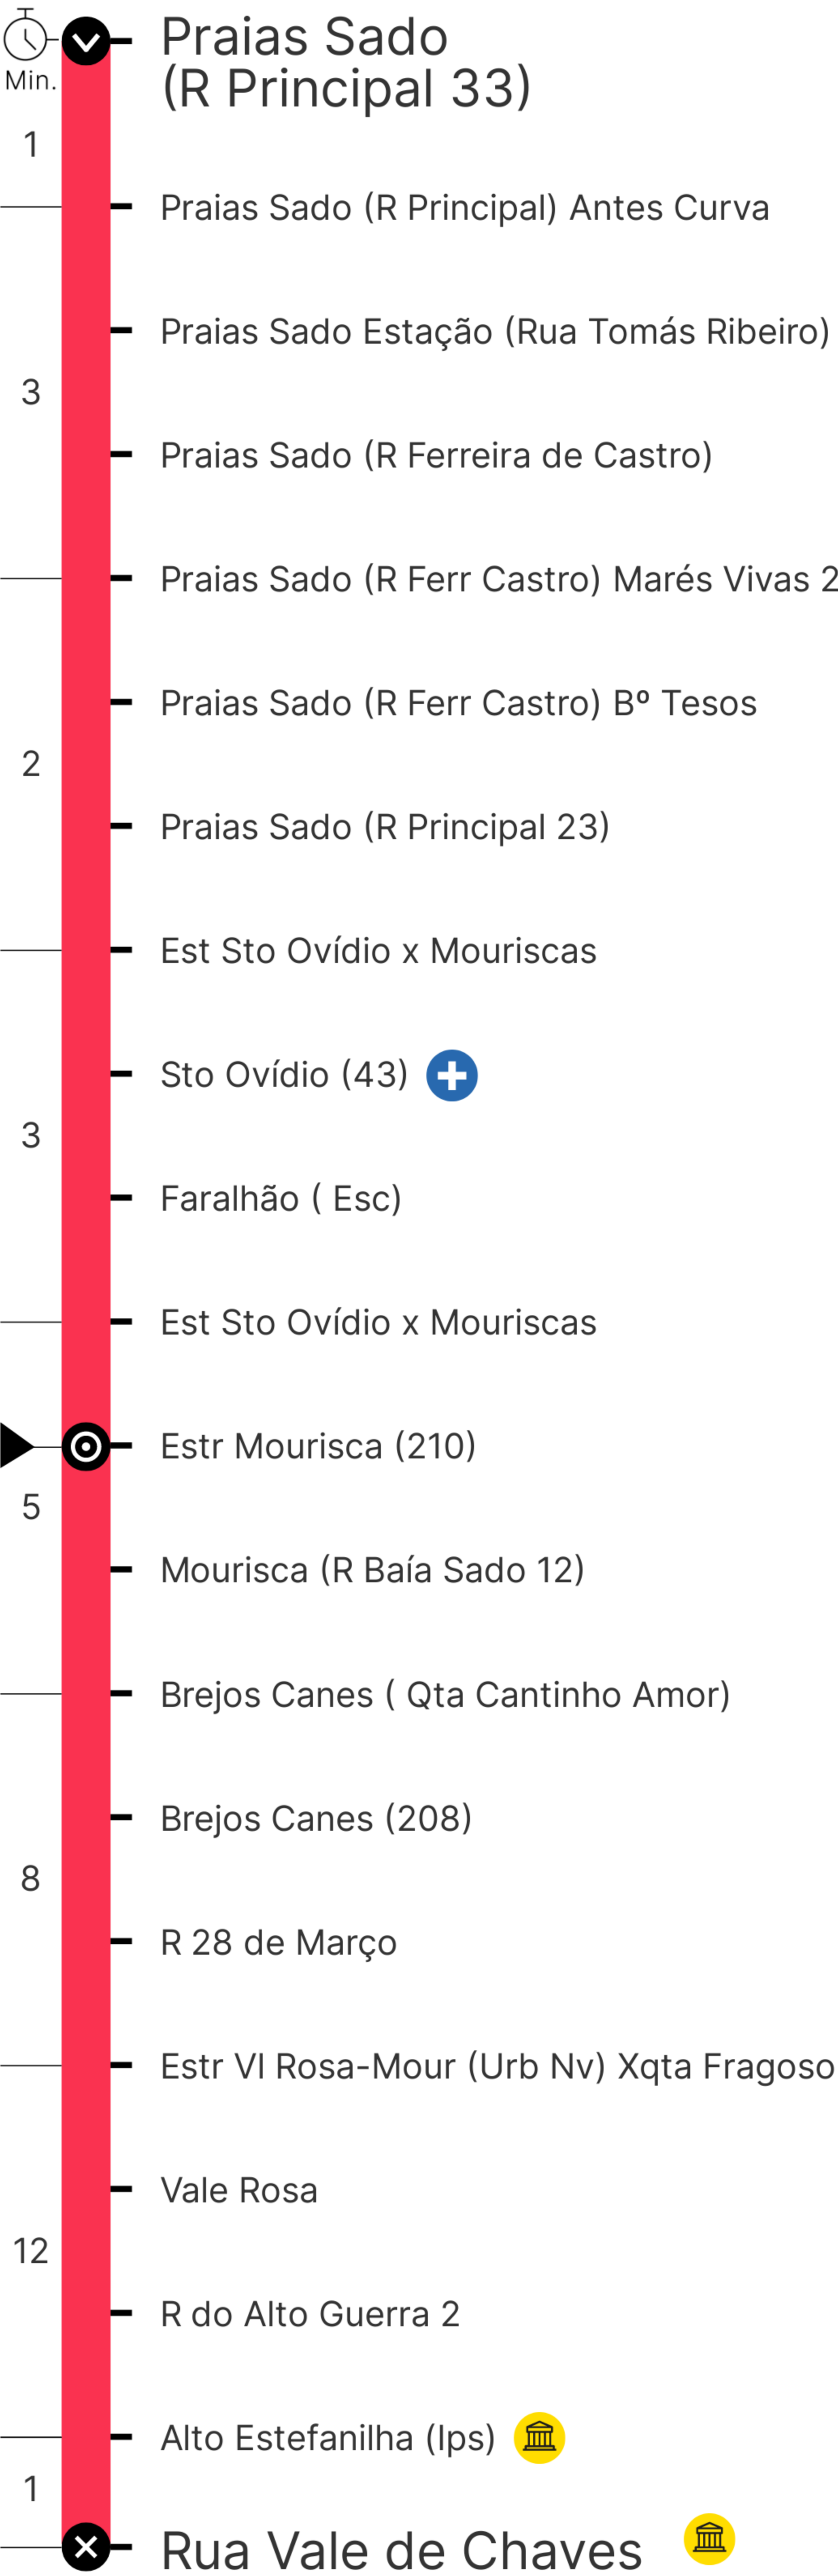 Praias Sado
(R Principal 33)
Min.
1
Praias Sado (R Principal) Antes Curva
Praias Sado Estação (Rua Tomás Ribeiro)
3
Praias Sado (R Ferreira de Castro)
Praias Sado (R Ferr Castro) Marés Vivas 2
Praias Sado (R Ferr Castro) Bº Tesos
2
Praias Sado (R Principal 23)
Est Sto Ovídio x Mouriscas
Sto Ovídio (43)
3
Faralhão ( Esc)
Est Sto Ovídio x Mouriscas
Estr Mourisca (210)
5
Mourisca (R Baía Sado 12)
Brejos Canes ( Qta Cantinho Amor)
Brejos Canes (208)
8
R 28 de Março
Estr Vl Rosa-Mour (Urb Nv) Xqta Fragoso
Vale Rosa
12
R do Alto Guerra 2
Alto Estefanilha (Ips)
1
Rua Vale de Chaves